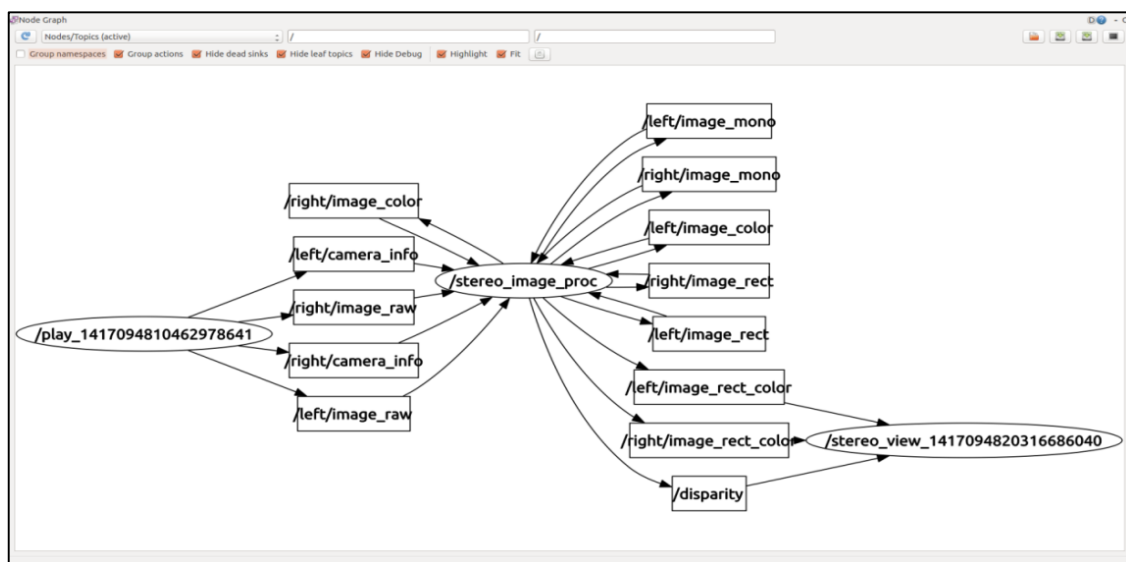 Node Graph
D - O
Nodes/Topics (active) / /
Group namespaces Group actions Hide dead sinks Hide leaf topics Hide Debug Highlight Fit
/left/image_mono
/right/image_mono
/right/image_color
/left/image_color
/left/camera_info
/stereo_image_proc
/right/image_rect
/right/image_raw
/play_1417094810462978641
/left/image_rect
/right/camera_info
/left/image_rect_color
/left/image_raw
/right/image_rect_color
/stereo_view_1417094820316686040
/disparity